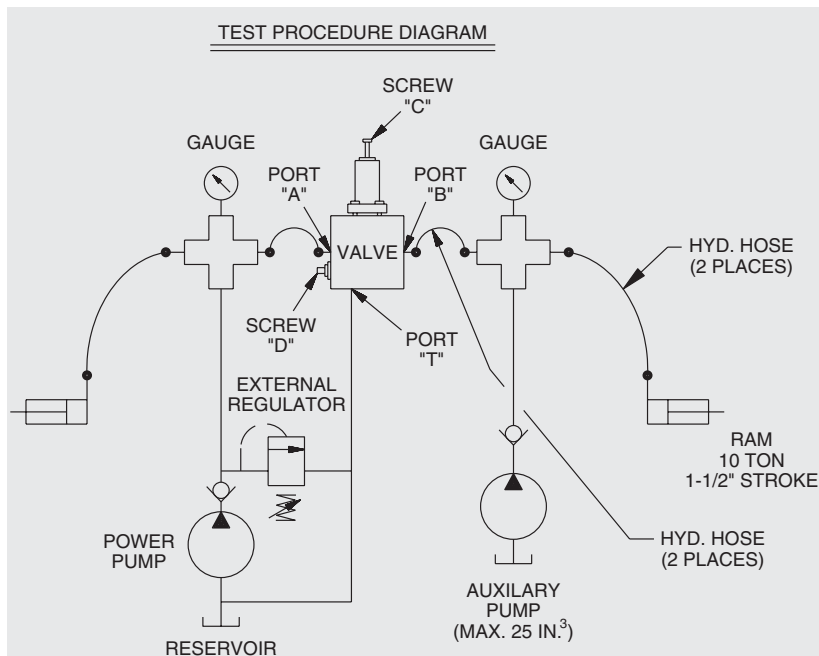 TEST PROCEDURE DIAGRAM
SCREW
"C"
GAUGE
GAUGE
PORT
"A"
PORT
"B"
VALVE
HYD. HOSE
(2 PLACES)
SCREW
"D"
PORT
"T"
EXTERNAL
REGULATOR
RAM
10 TON
1-1/2" STROKE
POWER
PUMP
HYD. HOSE
(2 PLACES)
AUXILARY
PUMP
(MAX. 25 IN.³)
RESERVOIR